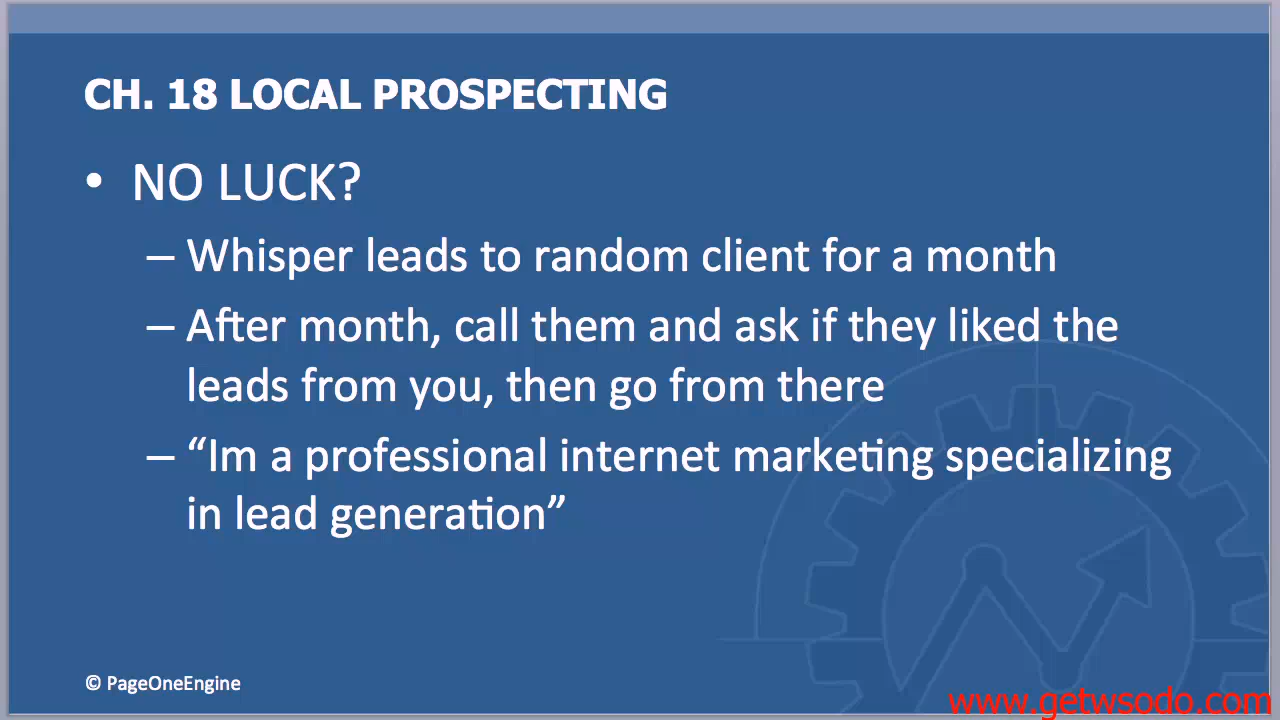 CH. 18 LOCAL PROSPECTING
• NO LUCK?
– Whisper leads to random client for a month
– After month, call them and ask if they liked the
leads from you, then go from there
– “Im a professional internet marketing specializing
in lead generation”
© PageOneEngine
www.getwsodo.com